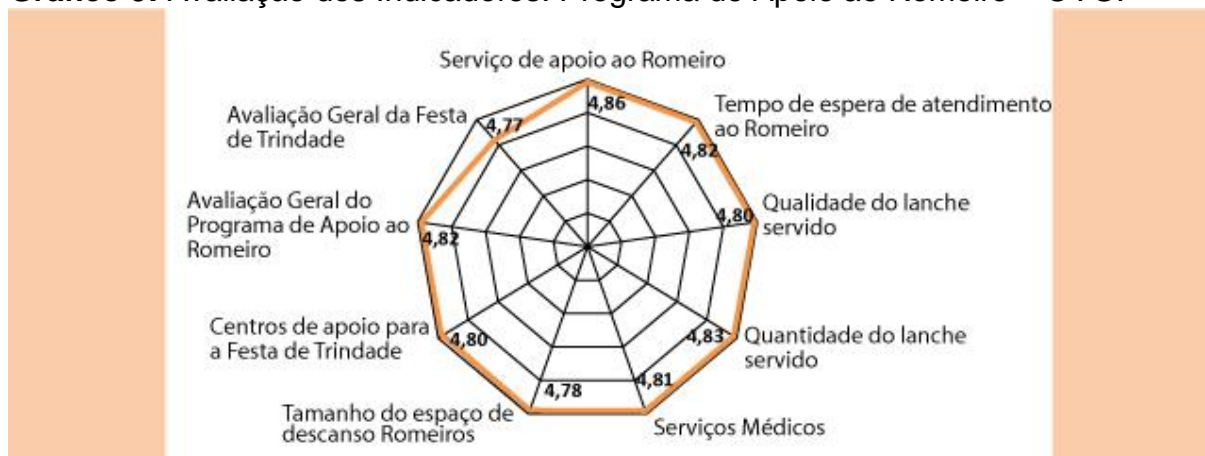 Serviço de apoio ao Romeiro
4,86
Tempo de espera de atendimento
ao Romeiro
4,82
Qualidade do lanche
servido
4,80
Quantidade do lanche
servido
4,83
Serviços Médicos
4,81
Tamanho do espaço de
descanso Romeiros
4,78
Centros de apoio para
a Festa de Trindade
4,80
Avaliação Geral do
Programa de Apoio ao
Romeiro
4,82
Avaliação Geral da Festa
de Trindade
4,77